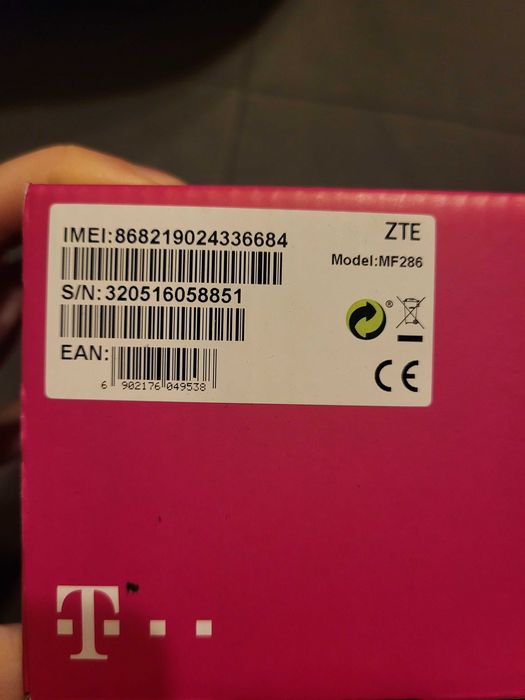 IMEI:868219024336684
ZTE
Model:MF286
S/N:320516058851
EAN:
6 902176 049538
®
CE
T